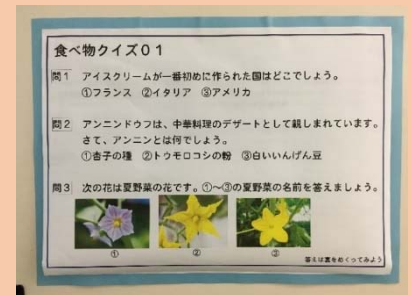 食べ物クイズ01
問1 アイスクリームが一番初めに作られた国はどこでしょう。
①フランス ②イタリア ③アメリカ
問2 アンニンドウフは、中華料理のデザートとして親しまれています。
さて、アンニンとは何でしょう。
①杏子の種 ②トウモロコシの粉 ③白いいんげん豆
問3 次の花は夏野菜の花です。①~③の夏野菜の名前を答えましょう。
① ② ③
答えは裏をめくってみよう